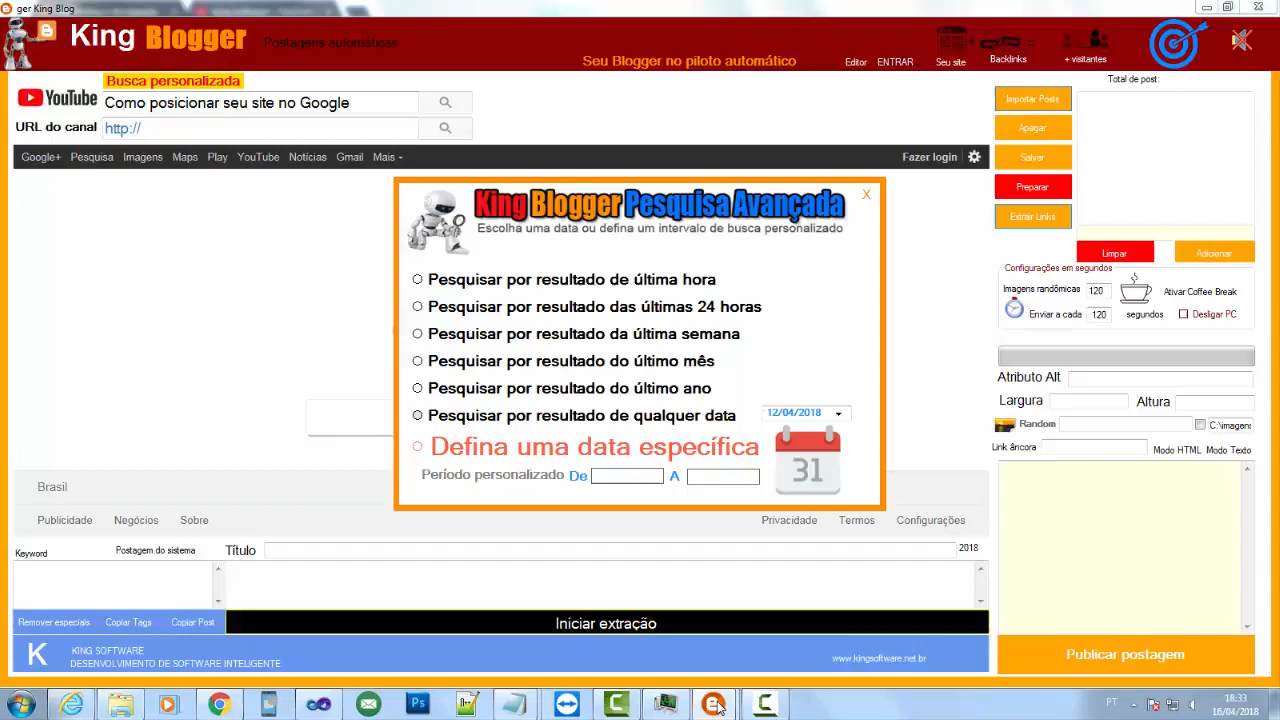 ger King Blog
King Blogger
Postagens automáticas
Seu Blogger no piloto automático
Editor
ENTRAR
Seu site
Backlinks
+ visitantes
Busca personalizada
YouTube
Como posicionar seu site no Google
URL do canal
http://
Google+ Pesquisa Imagens Maps Play YouTube Notícias Gmail Mais
Fazer login
King Blogger Pesquisa Avançada
X
Escolha uma data ou defina um intervalo de busca personalizado
Pesquisar por resultado de última hora
Pesquisar por resultado das últimas 24 horas
Pesquisar por resultado da última semana
Pesquisar por resultado do último mês
Pesquisar por resultado do último ano
Pesquisar por resultado de qualquer data
12/04/2018
Defina uma data específica
31
Período personalizado De A
Brasil
Publicidade Negócios Sobre
Privacidade Termos Configurações
Keyword
Postagem do sistema
Título
2018
Remover especiais Copiar Tags Copiar Post
Iniciar extração
K
KING SOFTWARE
DESENVOLVIMENTO DE SOFTWARE INTELIGENTE
www.kingsoftware.net.br
Total de post:
Importar Posts
Apagar
Salvar
Preparar
Extrair Links
Limpar
Adicionar
Configurações em segundos
Imagens randômicas 120
Ativar Coffee Break
Enviar a cada 120 segundos
Desligar PC
Atributo Alt
Largura Altura
Random
C:\imagens
Link âncora
Modo HTML Modo Texto
Publicar postagem
Ps
PT
18:33
16/04/2018